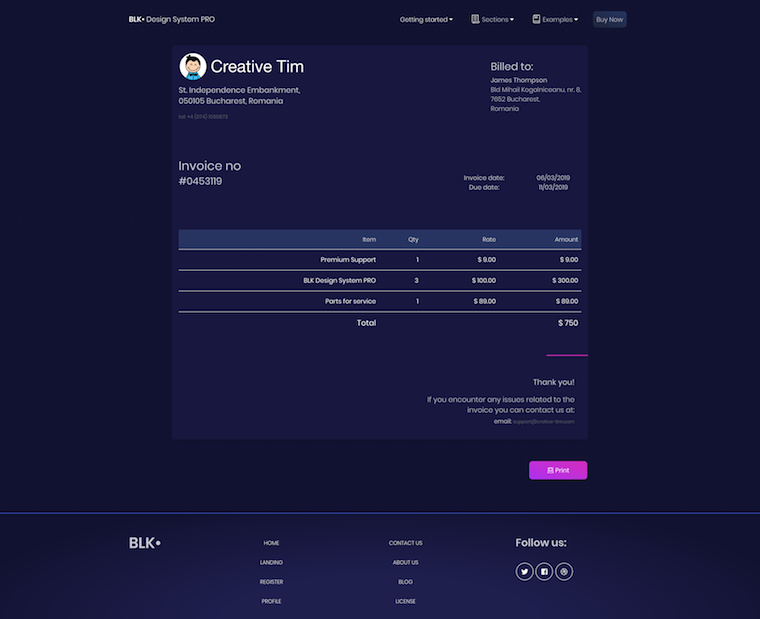 BLK• Design System PRO
Getting started
Sections
Examples
Buy Now
Creative Tim
St. Independence Embankment,
050105 Bucharest, Romania
Billed to:
James Thompson
Bld Mihail Kogalniceanu, nr. 8,
7652 Bucharest,
Romania
Invoice no
#0453119
Invoice date: 06/03/2019
Due date: 11/03/2019
Item Qty Rate Amount
Premium Support 1 $ 9.00 $ 9.00
BLK Design System PRO 3 $ 100.00 $ 300.00
Parts for service 1 $ 89.00 $ 89.00
Total $ 750
Thank you!
If you encounter any issues related to the
invoice you can contact us at:
email: support@creative-tim.com
Print
BLK•
HOME
LANDING
REGISTER
PROFILE
CONTACT US
ABOUT US
BLOG
LICENSE
Follow us: